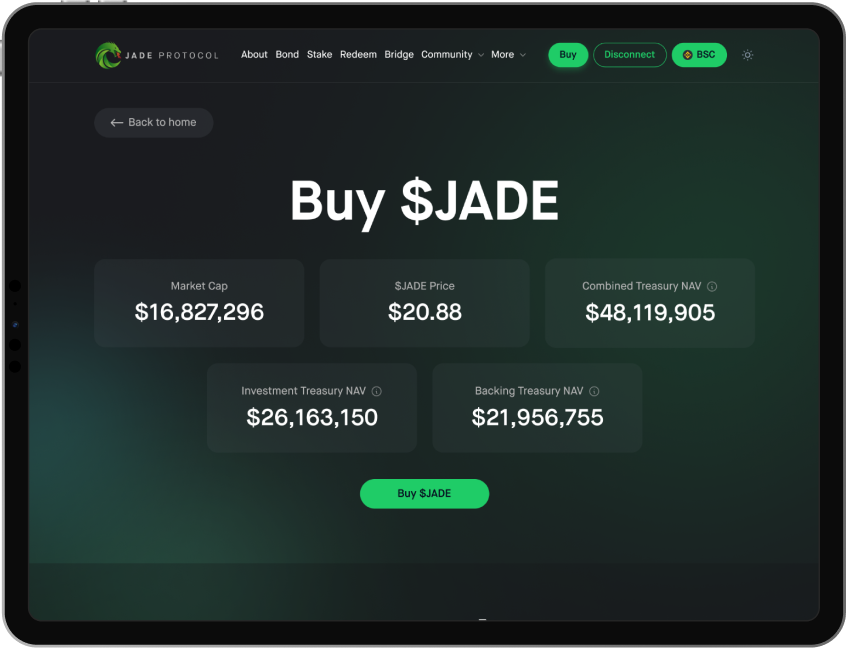 JADE PROTOCOL About Bond Stake Redeem Bridge Community More Buy Disconnect BSC
Back to home
Buy $JADE
Market Cap $JADE Price Combined Treasury NAV
$16,827,296 $20.88 $48,119,905
Investment Treasury NAV Backing Treasury NAV
$26,163,150 $21,956,755
Buy $JADE